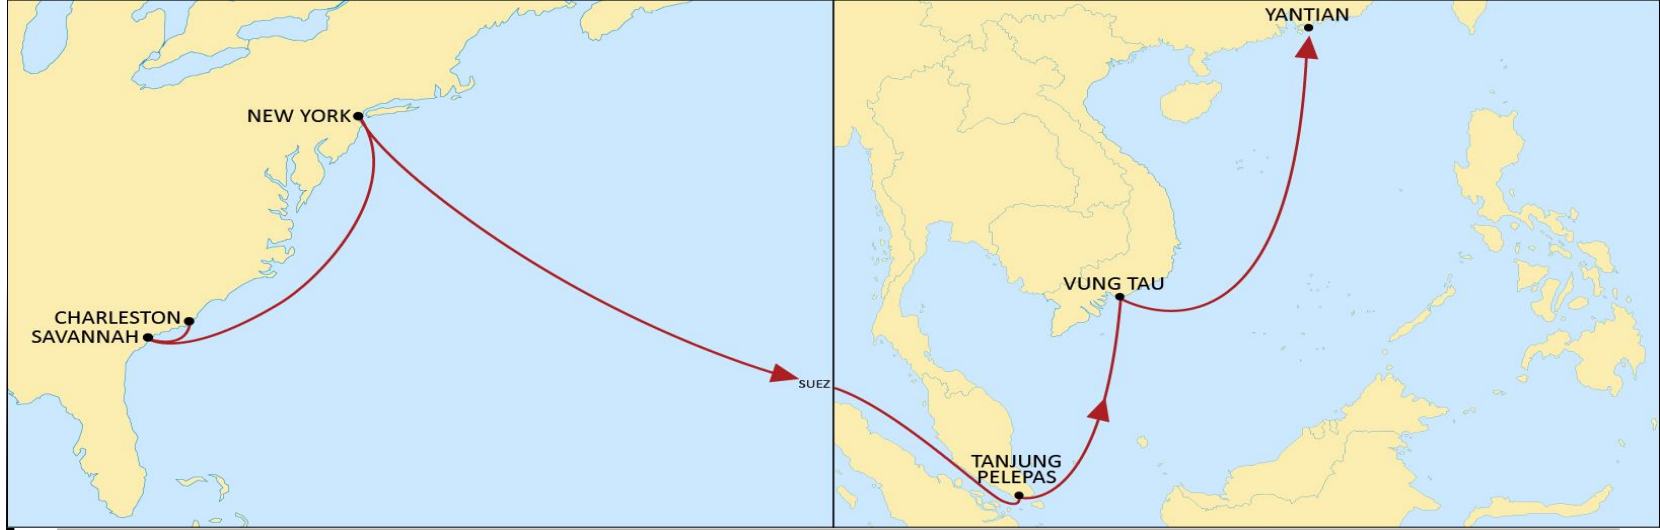 YANTIAN
NEW YORK
VUNG TAU
CHARLESTON
SAVANNAH
SUEZ
TANJUNG
PELEPAS